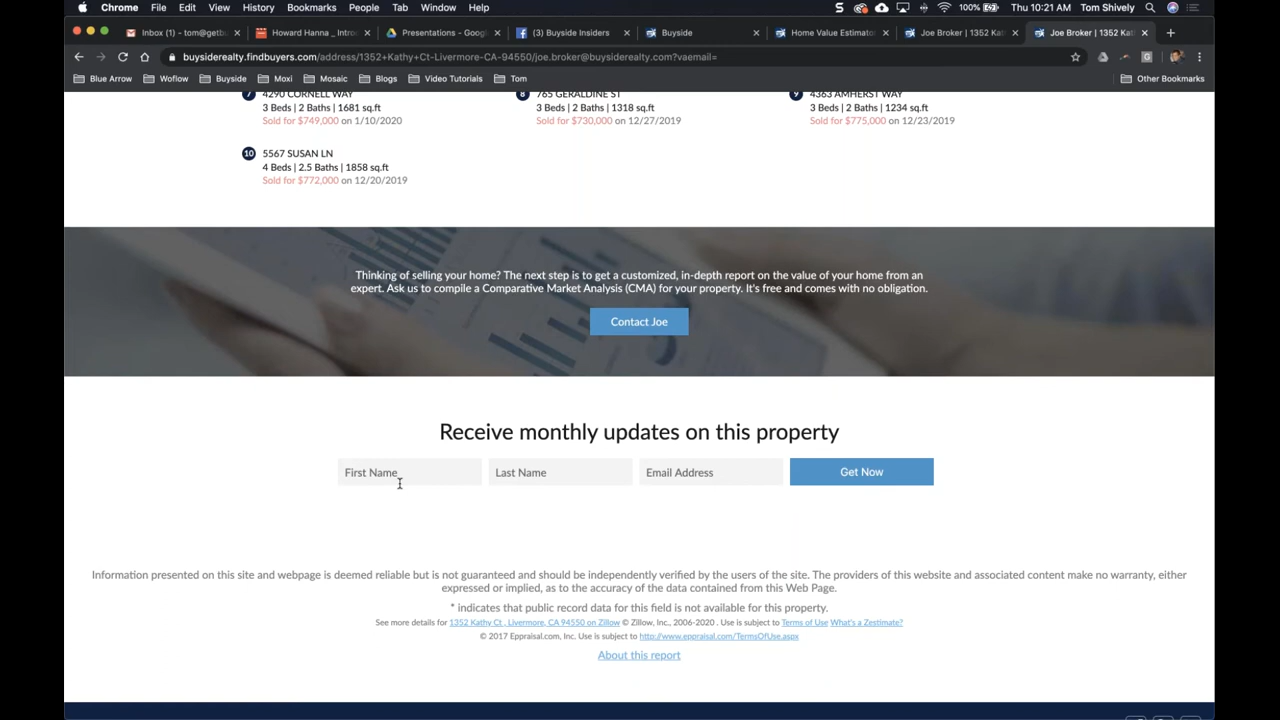 Chrome File Edit View History Bookmarks People Tab Window Help
100% Thu 10:21 AM Tom Shively
Inbox (1) - tom@getb
Howard Hanna _ Intro
Presentations - Goog
(3) Buyside Insiders
Buyside
Home Value Estimato
Joe Broker | 1352 Kat
Joe Broker | 1352 Kat
buysiderealty.findbuyers.com/address/1352+Kathy+Ct-Livermore-CA-94550/joe.broker@buysiderealty.com?vaemail=
Blue Arrow Woflow Buyside Moxi Mosaic Blogs Video Tutorials Tom Other Bookmarks
7 4290 CORNELL WAY
3 Beds | 2 Baths | 1681 sq.ft
Sold for $749,000 on 1/10/2020
8 765 GERALDINE ST
3 Beds | 2 Baths | 1318 sq.ft
Sold for $730,000 on 12/27/2019
9 4363 AMHERST WAY
3 Beds | 2 Baths | 1234 sq.ft
Sold for $775,000 on 12/23/2019
10 5567 SUSAN LN
4 Beds | 2.5 Baths | 1858 sq.ft
Sold for $772,000 on 12/20/2019
Thinking of selling your home? The next step is to get a customized, in-depth report on the value of your home from an
expert. Ask us to compile a Comparative Market Analysis (CMA) for your property. It's free and comes with no obligation.
Contact Joe
Receive monthly updates on this property
First Name Last Name Email Address Get Now
Information presented on this site and webpage is deemed reliable but is not guaranteed and should be independently verified by the users of the site. The providers of this website and associated content make no warranty, either
expressed or implied, as to the accuracy of the data contained from this Web Page.
* indicates that public record data for this field is not available for this property.
See more details for 1352 Kathy Ct , Livermore, CA 94550 on Zillow © Zillow, Inc., 2006-2020 . Use is subject to Terms of Use What's a Zestimate?
© 2017 Eppraisal.com, Inc. Use is subject to http://www.eppraisal.com/TermsOfUse.aspx
About this report